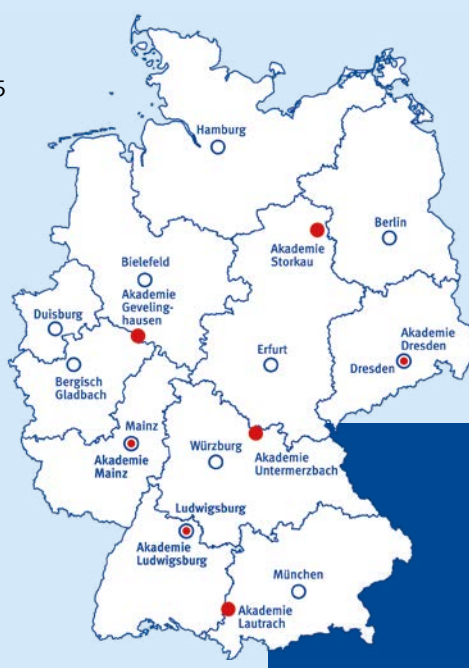 5
Hamburg
Berlin
Akademie
Storkau
Bielefeld
Akademie
Geveling-
hausen
Duisburg
Akademie
Dresden
Dresden
Erfurt
Bergisch
Gladbach
Mainz
Akademie
Mainz
Würzburg
Akademie
Untermerzbach
Ludwigsburg
Akademie
Ludwigsburg
München
Akademie
Lautrach